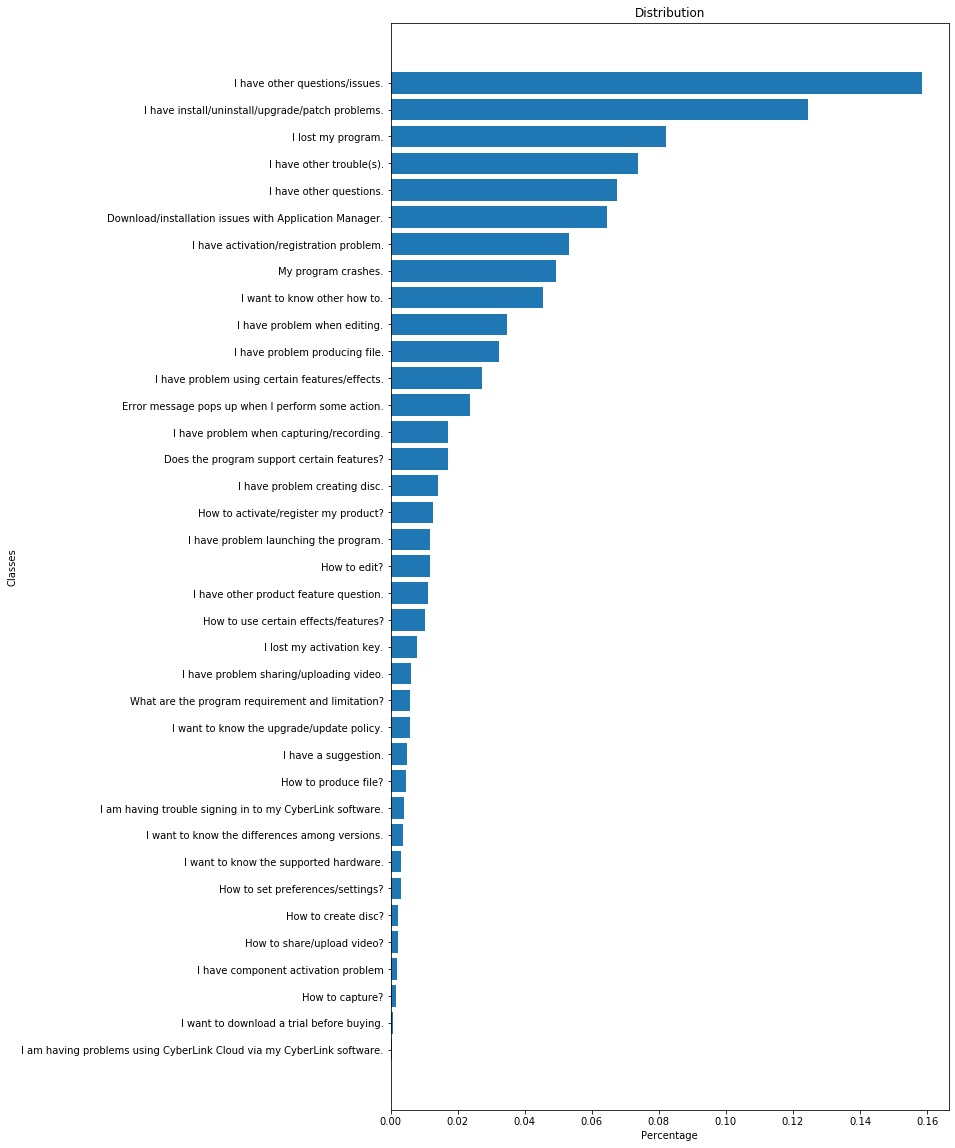 Distribution
I have other questions/issues.
I have install/uninstall/upgrade/patch problems.
I lost my program.
I have other trouble(s).
I have other questions.
Download/installation issues with Application Manager.
I have activation/registration problem.
My program crashes.
I want to know other how to.
I have problem when editing.
I have problem producing file.
I have problem using certain features/effects.
Error message pops up when I perform some action.
I have problem when capturing/recording.
Does the program support certain features?
I have problem creating disc.
How to activate/register my product?
I have problem launching the program.
How to edit?
I have other product feature question.
How to use certain effects/features?
I lost my activation key.
I have problem sharing/uploading video.
What are the program requirement and limitation?
I want to know the upgrade/update policy.
I have a suggestion.
How to produce file?
I am having trouble signing in to my CyberLink software.
I want to know the differences among versions.
I want to know the supported hardware.
How to set preferences/settings?
How to create disc?
How to share/upload video?
I have component activation problem
How to capture?
I want to download a trial before buying.
I am having problems using CyberLink Cloud via my CyberLink software.
Classes
0.00 0.02 0.04 0.06 0.08 0.10 0.12 0.14 0.16
Percentage